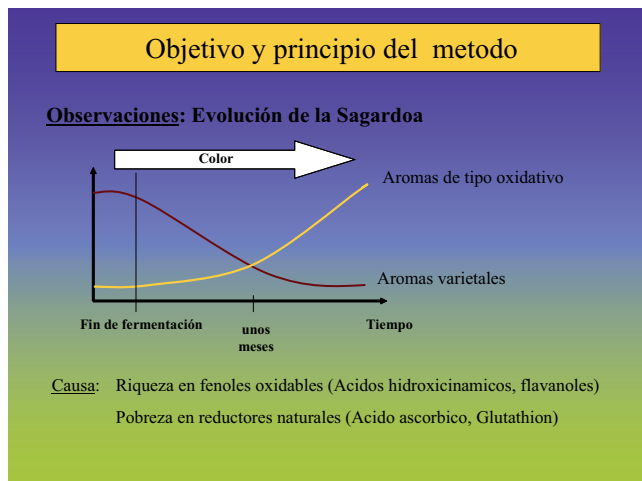 Objetivo y principio del metodo
Observaciones: Evolución de la Sagardoa
Color
Aromas de tipo oxidativo
Aromas varietales
Fin de fermentación
unos
meses
Tiempo
Causa: Riqueza en fenoles oxidables (Acidos hidroxicinamicos, flavanoles)
Pobreza en reductores naturales (Acido ascorbico, Glutathion)